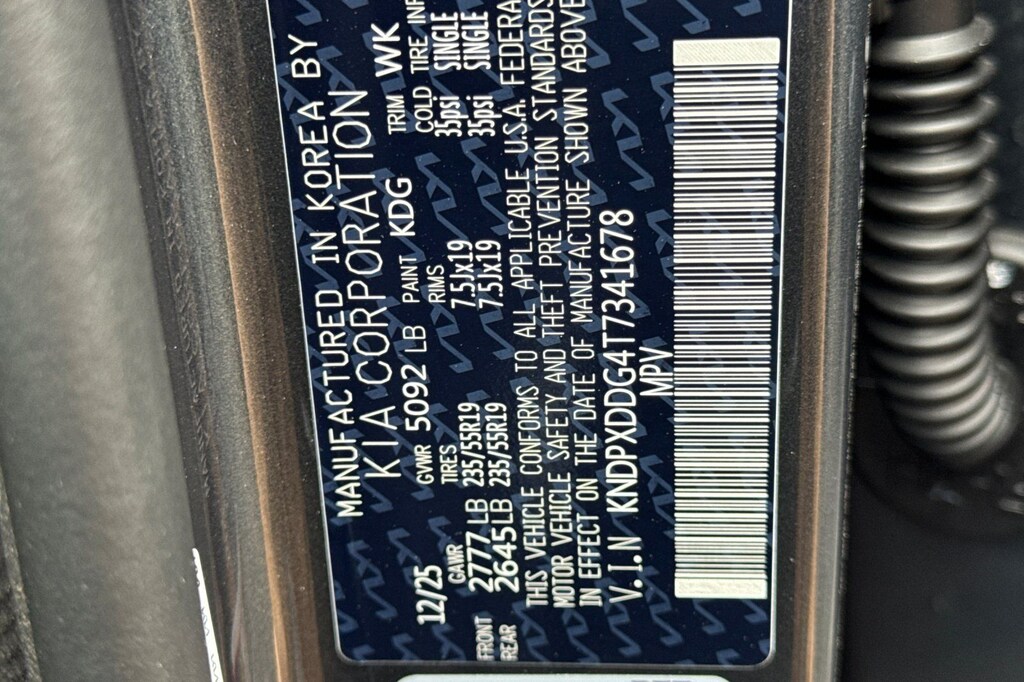 MANUFACTURED IN KOREA BY
KIA CORPORATION
12/25 GVWR 5092 LB PAINT KDG TRIM WK
GAWR TIRES RIMS COLD TIRE INF
FRONT 2777 LB 235/55R19 7.5Jx19 35psi SINGLE
REAR 2645LB 235/55R19 7.5Jx19 35psi SINGLE
THIS VEHICLE CONFORMS TO ALL APPLICABLE U.S.A. FEDERA
MOTOR VEHICLE SAFETY AND THEFT PREVENTION STANDARDS
IN EFFECT ON THE DATE OF MANUFACTURE SHOWN ABOVE
V.I.N KNDPXDDG4T7341678
MPV